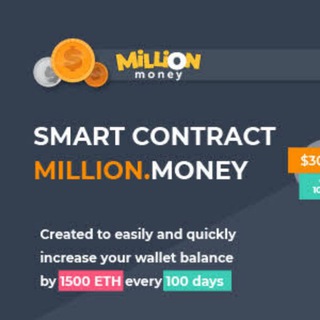 MiLLiON
money
SMART CONTRACT
MILLION.MONEY
$30
Created to easily and quickly
increase your wallet balance
by 1500 ETH every 100 days